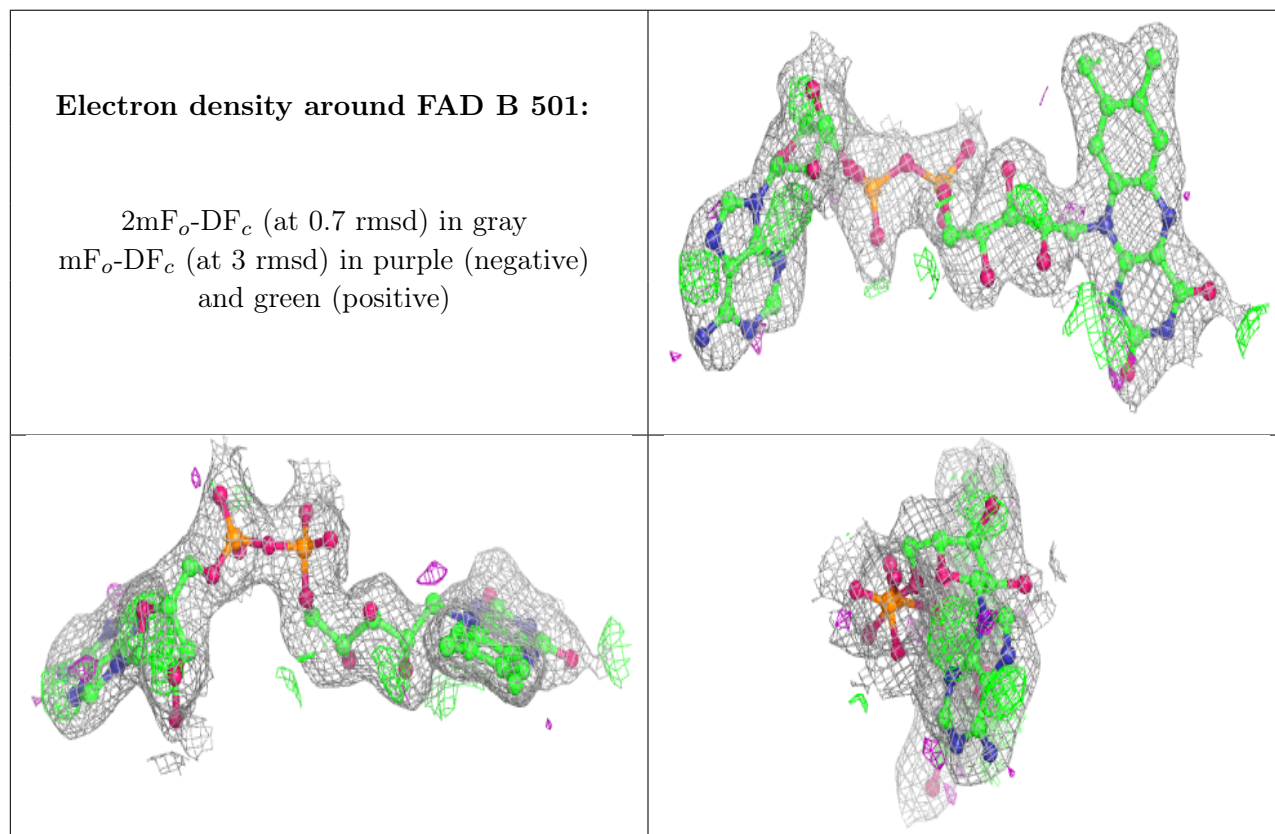 Electron density around FAD B 501:
2mFo-DFc (at 0.7 rmsd) in gray
mFo-DFc (at 3 rmsd) in purple (negative)
and green (positive)